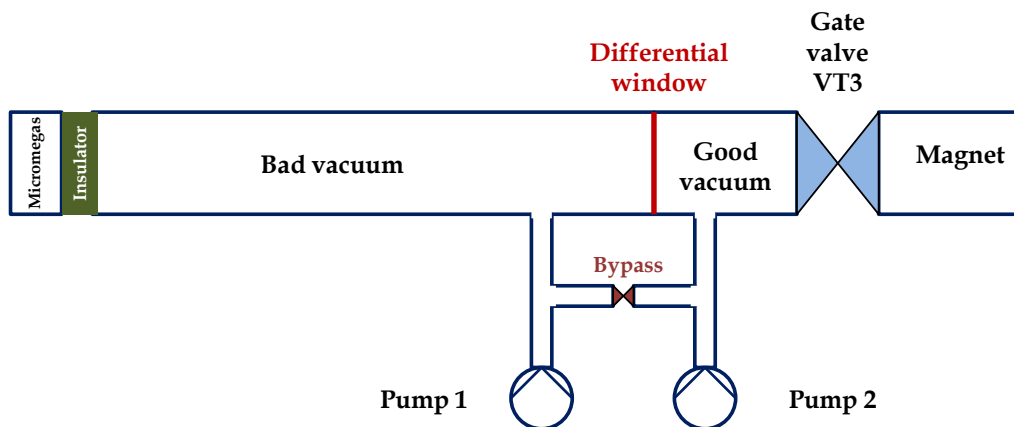 Gate
valve
VT3
Differential
window
Micromegas
Insulator
Bad vacuum
Good
vacuum
Magnet
Bypass
Pump 1
Pump 2